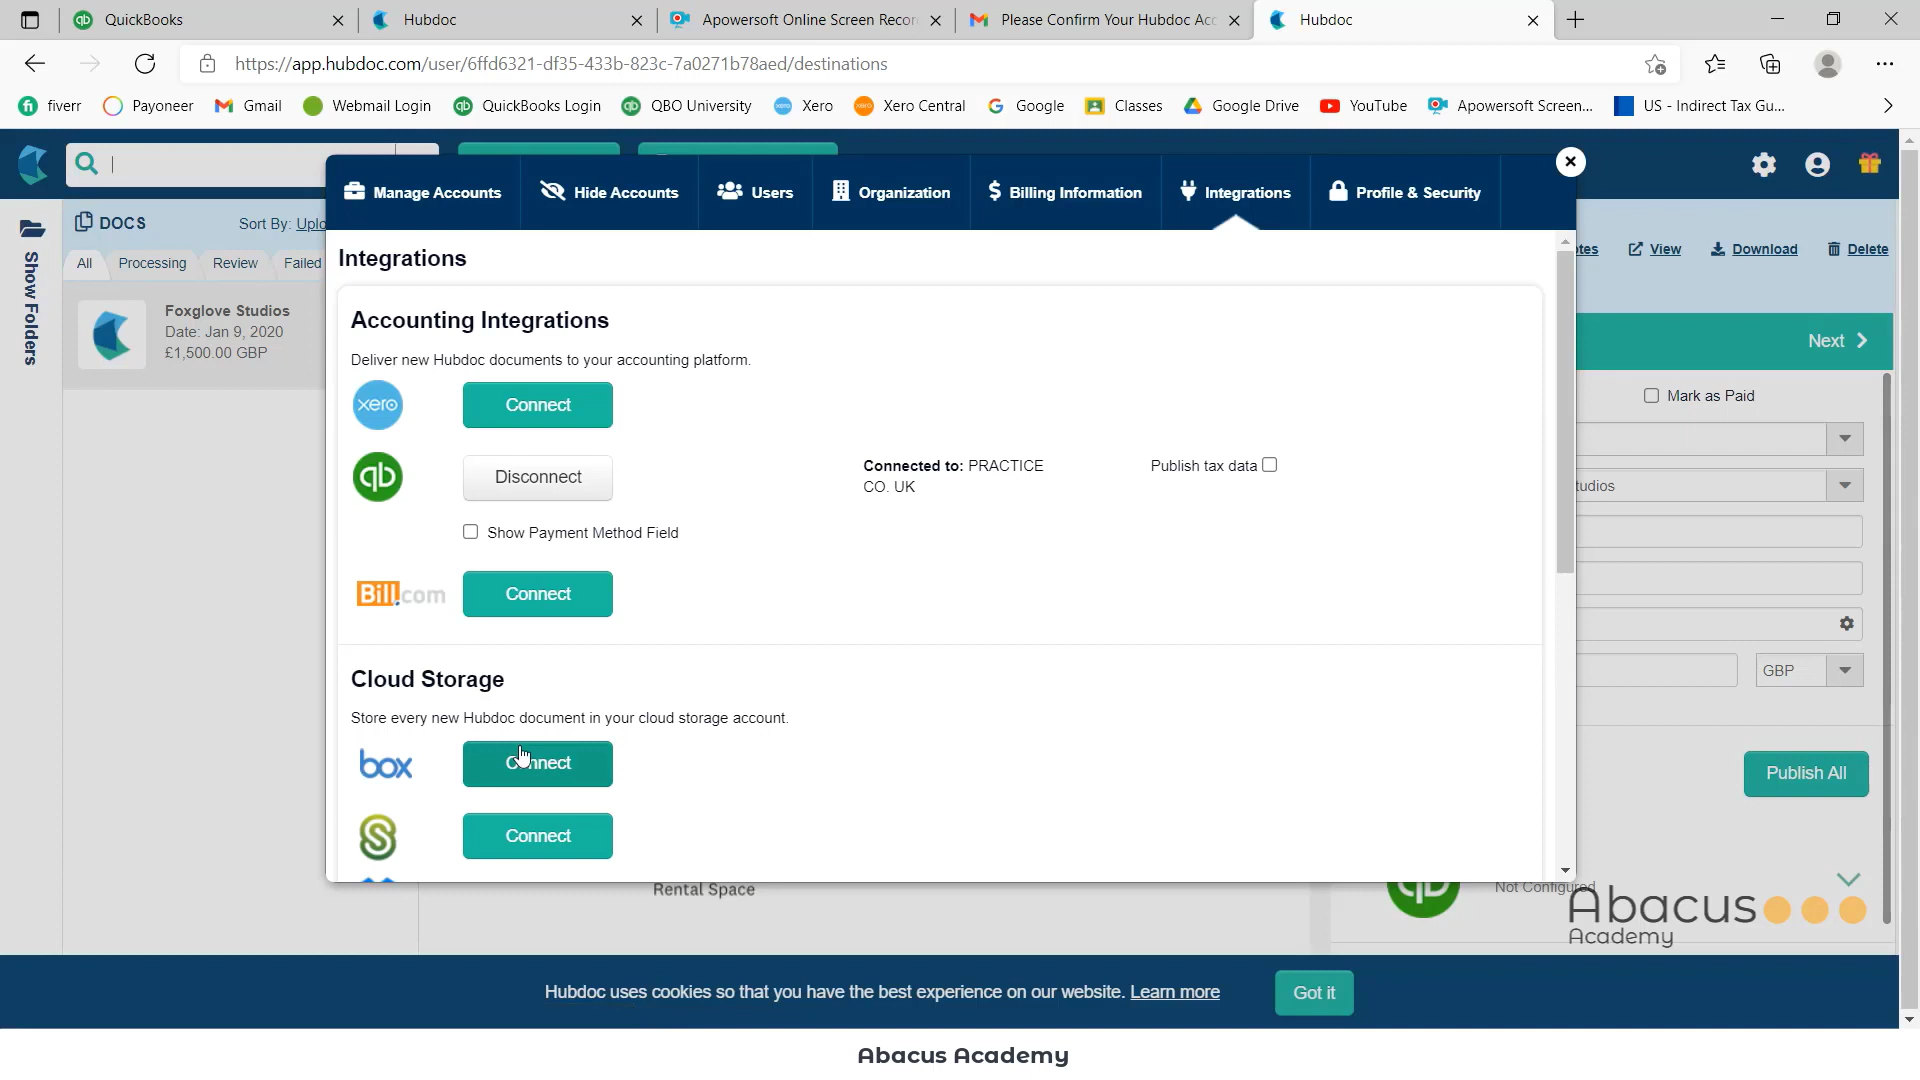 QuickBooks
Hubdoc
Apowersoft Online Screen Recor
Please Confirm Your Hubdoc Acc
Hubdoc
https://app.hubdoc.com/user/6ffd6321-df35-433b-823c-7a0271b78aed/destinations
fiverr
Payoneer
Gmail
Webmail Login
QuickBooks Login
QBO University
Xero
Xero Central
Google
Classes
Google Drive
YouTube
Apowersoft Screen...
US - Indirect Tax Gu...
Manage Accounts
Hide Accounts
Users
Organization
$ Billing Information
Integrations
Profile & Security
Show Folders
DOCS
Sort By: Uplo
All
Processing
Review
Failed
Foxglove Studios
Date: Jan 9, 2020
£1,500.00 GBP
Integrations
Accounting Integrations
Deliver new Hubdoc documents to your accounting platform.
xero
Connect
qb
Disconnect
Connected to: PRACTICE
CO. UK
Publish tax data
Show Payment Method Field
Bill.com
Connect
Cloud Storage
Store every new Hubdoc document in your cloud storage account.
box
Connect
Connect
otes
View
Download
Delete
Next
Mark as Paid
tudios
GBP
Publish All
Rental Space
Not Configured
Abacus
Academy
Hubdoc uses cookies so that you have the best experience on our website. Learn more
Got it
Abacus Academy